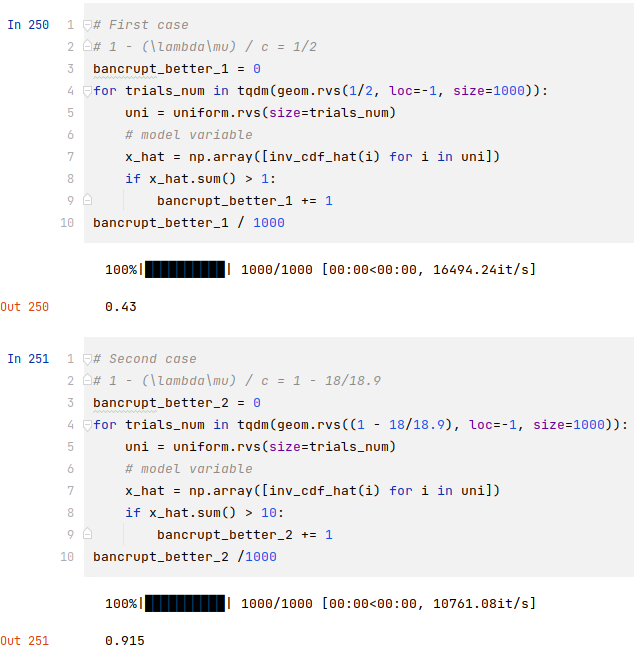 In 250 1 # First case
2 # 1 - (\lambda\mu) / c = 1/2
3 bancrupt_better_1 = 0
4 for trials_num in tqdm(geom.rvs(1/2, loc=-1, size=1000)):
5 uni = uniform.rvs(size=trials_num)
6 # model variable
7 x_hat = np.array([inv_cdf_hat(i) for i in uni])
8 if x_hat.sum() > 1:
9 bancrupt_better_1 += 1
10 bancrupt_better_1 / 1000
100%|██████████| 1000/1000 [00:00<00:00, 16494.24it/s]
Out 250 0.43
In 251 1 # Second case
2 # 1 - (\lambda\mu) / c = 1 - 18/18.9
3 bancrupt_better_2 = 0
4 for trials_num in tqdm(geom.rvs((1 - 18/18.9), loc=-1, size=1000)):
5 uni = uniform.rvs(size=trials_num)
6 # model variable
7 x_hat = np.array([inv_cdf_hat(i) for i in uni])
8 if x_hat.sum() > 10:
9 bancrupt_better_2 += 1
10 bancrupt_better_2 /1000
100%|██████████| 1000/1000 [00:00<00:00, 10761.08it/s]
Out 251 0.915